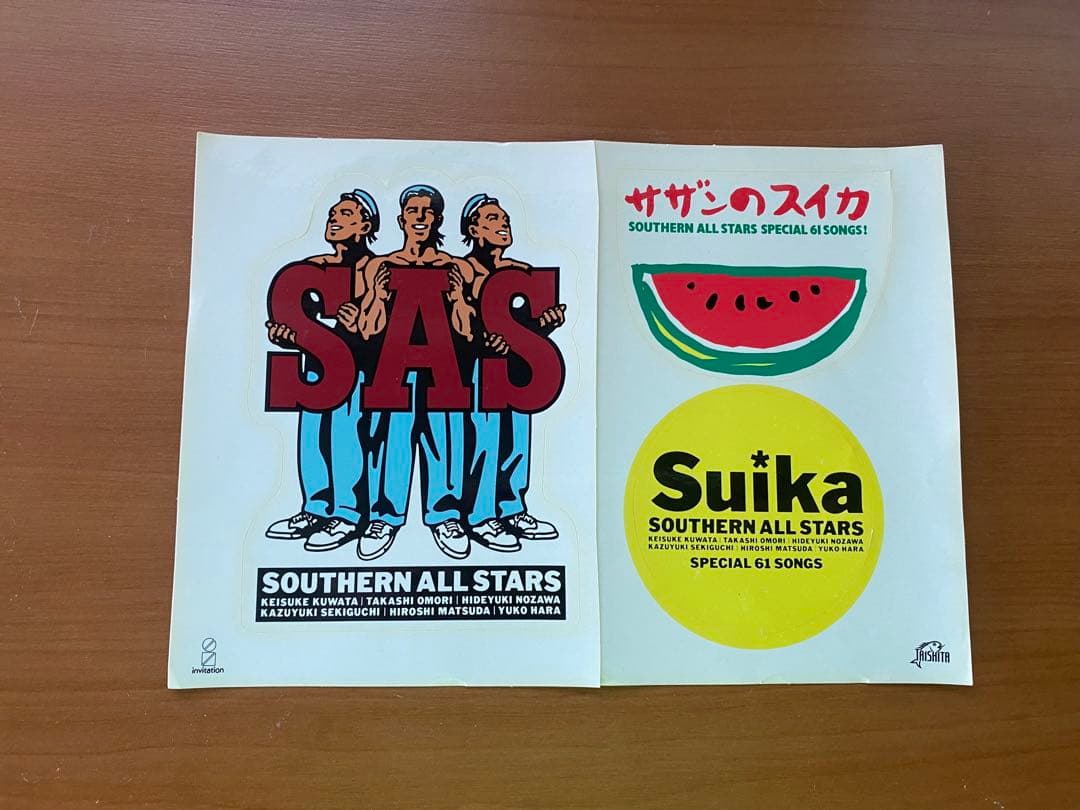 SAS
SOUTHERN ALL STARS
KEISUKE KUWATA | TAKASHI OMORI | HIDEYUKI NOZAWA
KAZUYUKI SEKIGUCHI | HIROSHI MATSUDA | YUKO HARA
invitation
サザンのスイカ
SOUTHERN ALL STARS SPECIAL 61 SONGS!
Suika
SOUTHERN ALL STARS
KEISUKE KUWATA | TAKASHI OMORI | HIDEYUKI NOZAWA
KAZUYUKI SEKIGUCHI | HIROSHI MATSUDA | YUKO HARA
SPECIAL 61 SONGS
TAISHITA